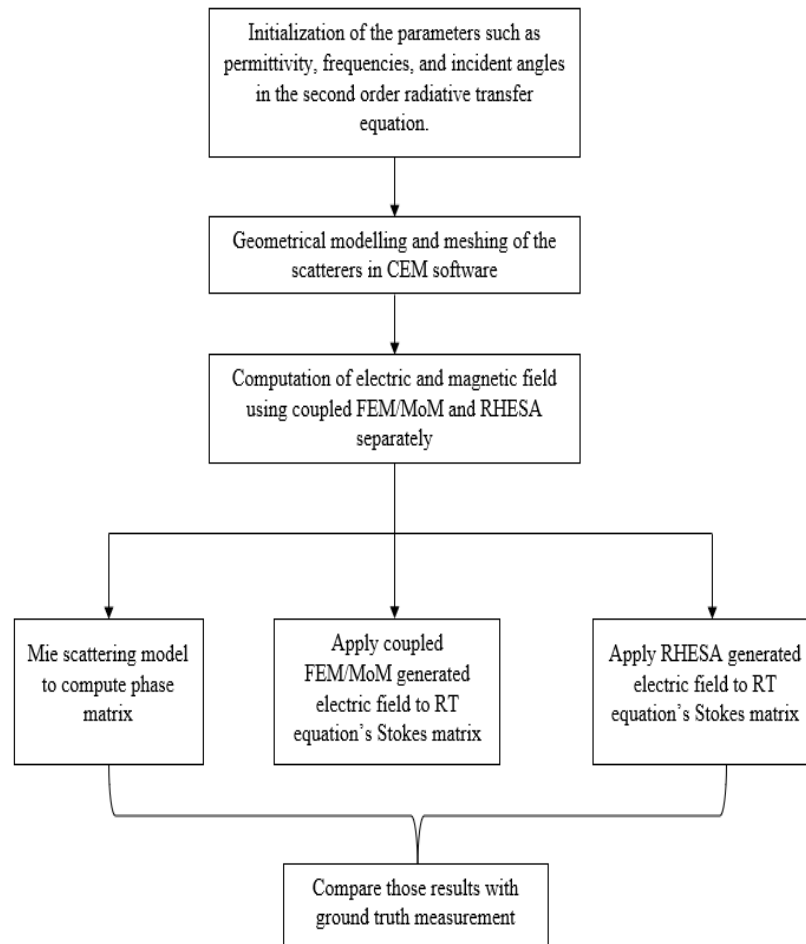 Initialization of the parameters such as
permittivity, frequencies, and incident angles
in the second order radiative transfer
equation.
Geometrical modelling and meshing of the
scatterers in CEM software
Computation of electric and magnetic field
using coupled FEM/MoM and RHESA
separately
Mie scattering model
to compute phase
matrix
Apply coupled
FEM/MoM generated
electric field to RT
equation’s Stokes matrix
Apply RHESA generated
electric field to RT
equation’s Stokes matrix
Compare those results with
ground truth measurement